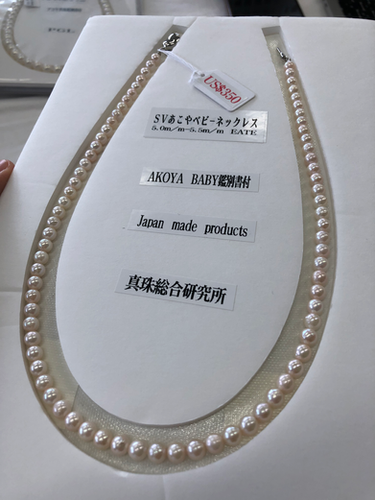 US$350
SVあこやベビーネックレス
5.0m/m-5.5m/m EATE
AKOYA BABY鑑別書付
Japan made products
真珠総合研究所